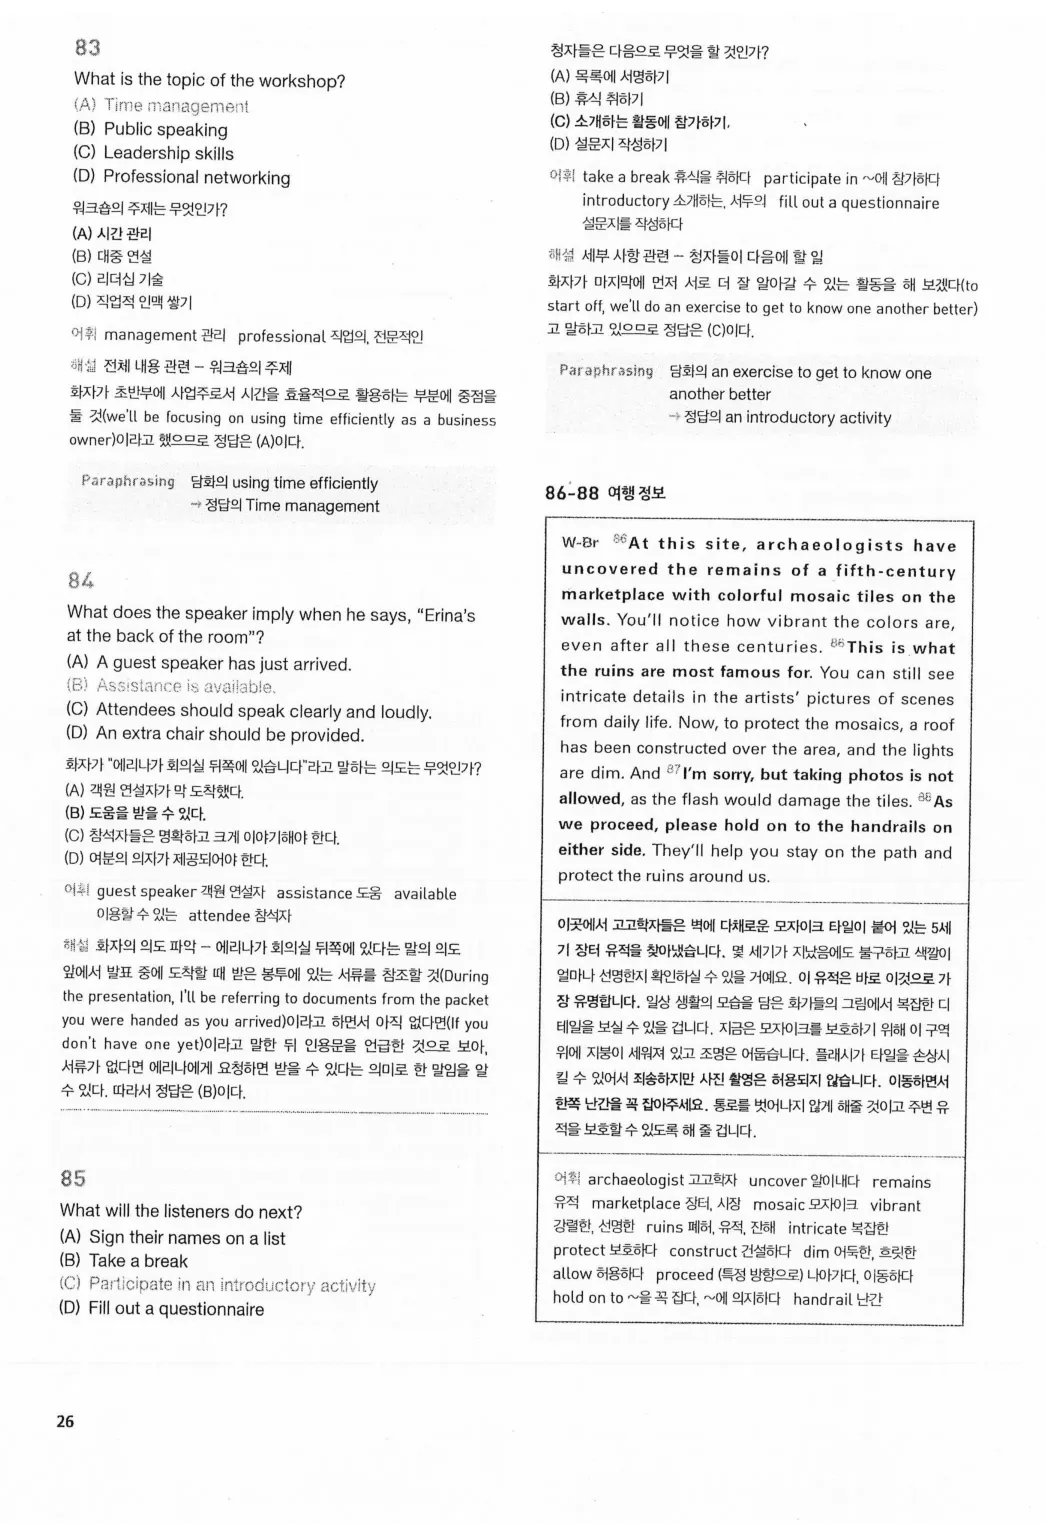 83
What is the topic of the workshop?
(A) Time management
(B) Public speaking
(C) Leadership skills
(D) Professional networking
워크숍의 주제는 무엇인가?
(A) 시간 관리
(B) 대중 연설
(C) 리더십 기술
(D) 직업적 인맥 쌓기
어휘 management 관리 professional 직업의, 전문적인
해설 전체 내용 관련 – 워크숍의 주제
화자가 초반부에 사업주로서 시간을 효율적으로 활용하는 부분에 중점을
둘 것(we'll be focusing on using time efficiently as a business
owner)이라고 했으므로 정답은 (A)이다.
Paraphrasing 담화의 using time efficiently
→ 정답의 Time management
84
What does the speaker imply when he says, “Erina's
at the back of the room”?
(A) A guest speaker has just arrived.
(B) Assistance is available.
(C) Attendees should speak clearly and loudly.
(D) An extra chair should be provided.
화자가 “에리나가 회의실 뒤쪽에 있습니다”라고 말하는 의도는 무엇인가?
(A) 객원 연설자가 막 도착했다.
(B) 도움을 받을 수 있다.
(C) 참석자들은 명확하고 크게 이야기해야 한다.
(D) 여분의 의자가 제공되어야 한다.
어휘 guest speaker 객원 연설자 assistance 도움 available
이용할 수 있는 attendee 참석자
해설 화자의 의도 파악 – 에리나가 회의실 뒤쪽에 있다는 말의 의도
앞에서 발표 중에 도착할 때 받은 봉투에 있는 서류를 참조할 것(During
the presentation, I'll be referring to documents from the packet
you were handed as you arrived)이라고 하면서 아직 없다면(If you
don't have one yet)이라고 말한 뒤 인용문을 언급한 것으로 보아,
서류가 없다면 에리나에게 요청하면 받을 수 있다는 의미로 한 말임을 알
수 있다. 따라서 정답은 (B)이다.
85
What will the listeners do next?
(A) Sign their names on a list
(B) Take a break
(C) Participate in an introductory activity
(D) Fill out a questionnaire
26
청자들은 다음으로 무엇을 할 것인가?
(A) 목록에 서명하기
(B) 휴식 취하기
(C) 소개하는 활동에 참가하기.
(D) 설문지 작성하기
어휘 take a break 휴식을 취하다 participate in ~에 참가하다
introductory 소개하는, 서두의 fill out a questionnaire
설문지를 작성하다
해설 세부 사항 관련 – 청자들이 다음에 할 일
화자가 마지막에 먼저 서로 더 잘 알아갈 수 있는 활동을 해 보겠다(to
start off, we'll do an exercise to get to know one another better)
고 말하고 있으므로 정답은 (C)이다.
Paraphrasing 담화의 an exercise to get to know one
another better
→ 정답의 an introductory activity
86-88 여행 정보
W-Br 86At this site, archaeologists have
uncovered the remains of a fifth-century
marketplace with colorful mosaic tiles on the
walls. You'll notice how vibrant the colors are,
even after all these centuries. 86This is what
the ruins are most famous for. You can still see
intricate details in the artists' pictures of scenes
from daily life. Now, to protect the mosaics, a roof
has been constructed over the area, and the lights
are dim. And 87I'm sorry, but taking photos is not
allowed, as the flash would damage the tiles. 88As
we proceed, please hold on to the handrails on
either side. They'll help you stay on the path and
protect the ruins around us.
이곳에서 고고학자들은 벽에 다채로운 모자이크 타일이 붙어 있는 5세
기 장터 유적을 찾아냈습니다. 몇 세기가 지났음에도 불구하고 색깔이
얼마나 선명한지 확인하실 수 있을 거예요. 이 유적은 바로 이것으로 가
장 유명합니다. 일상 생활의 모습을 담은 화가들의 그림에서 복잡한 디
테일을 보실 수 있을 겁니다. 지금은 모자이크를 보호하기 위해 이 구역
위에 지붕이 세워져 있고 조명은 어둡습니다. 플래시가 타일을 손상시
킬 수 있어서 죄송하지만 사진 촬영은 허용되지 않습니다. 이동하면서
한쪽 난간을 꼭 잡아주세요. 통로를 벗어나지 않게 해줄 것이고 주변 유
적을 보호할 수 있도록 해 줄 겁니다.
어휘 archaeologist 고고학자 uncover 알아내다 remains
유적 marketplace 장터, 시장 mosaic 모자이크 vibrant
강렬한, 선명한 ruins 폐허, 유적, 잔해 intricate 복잡한
protect 보호하다 construct 건설하다 dim 어둑한, 흐릿한
allow 허용하다 proceed (특정 방향으로) 나아가다, 이동하다
hold on to ~을 꼭 잡다, ~에 의지하다 handrail 난간